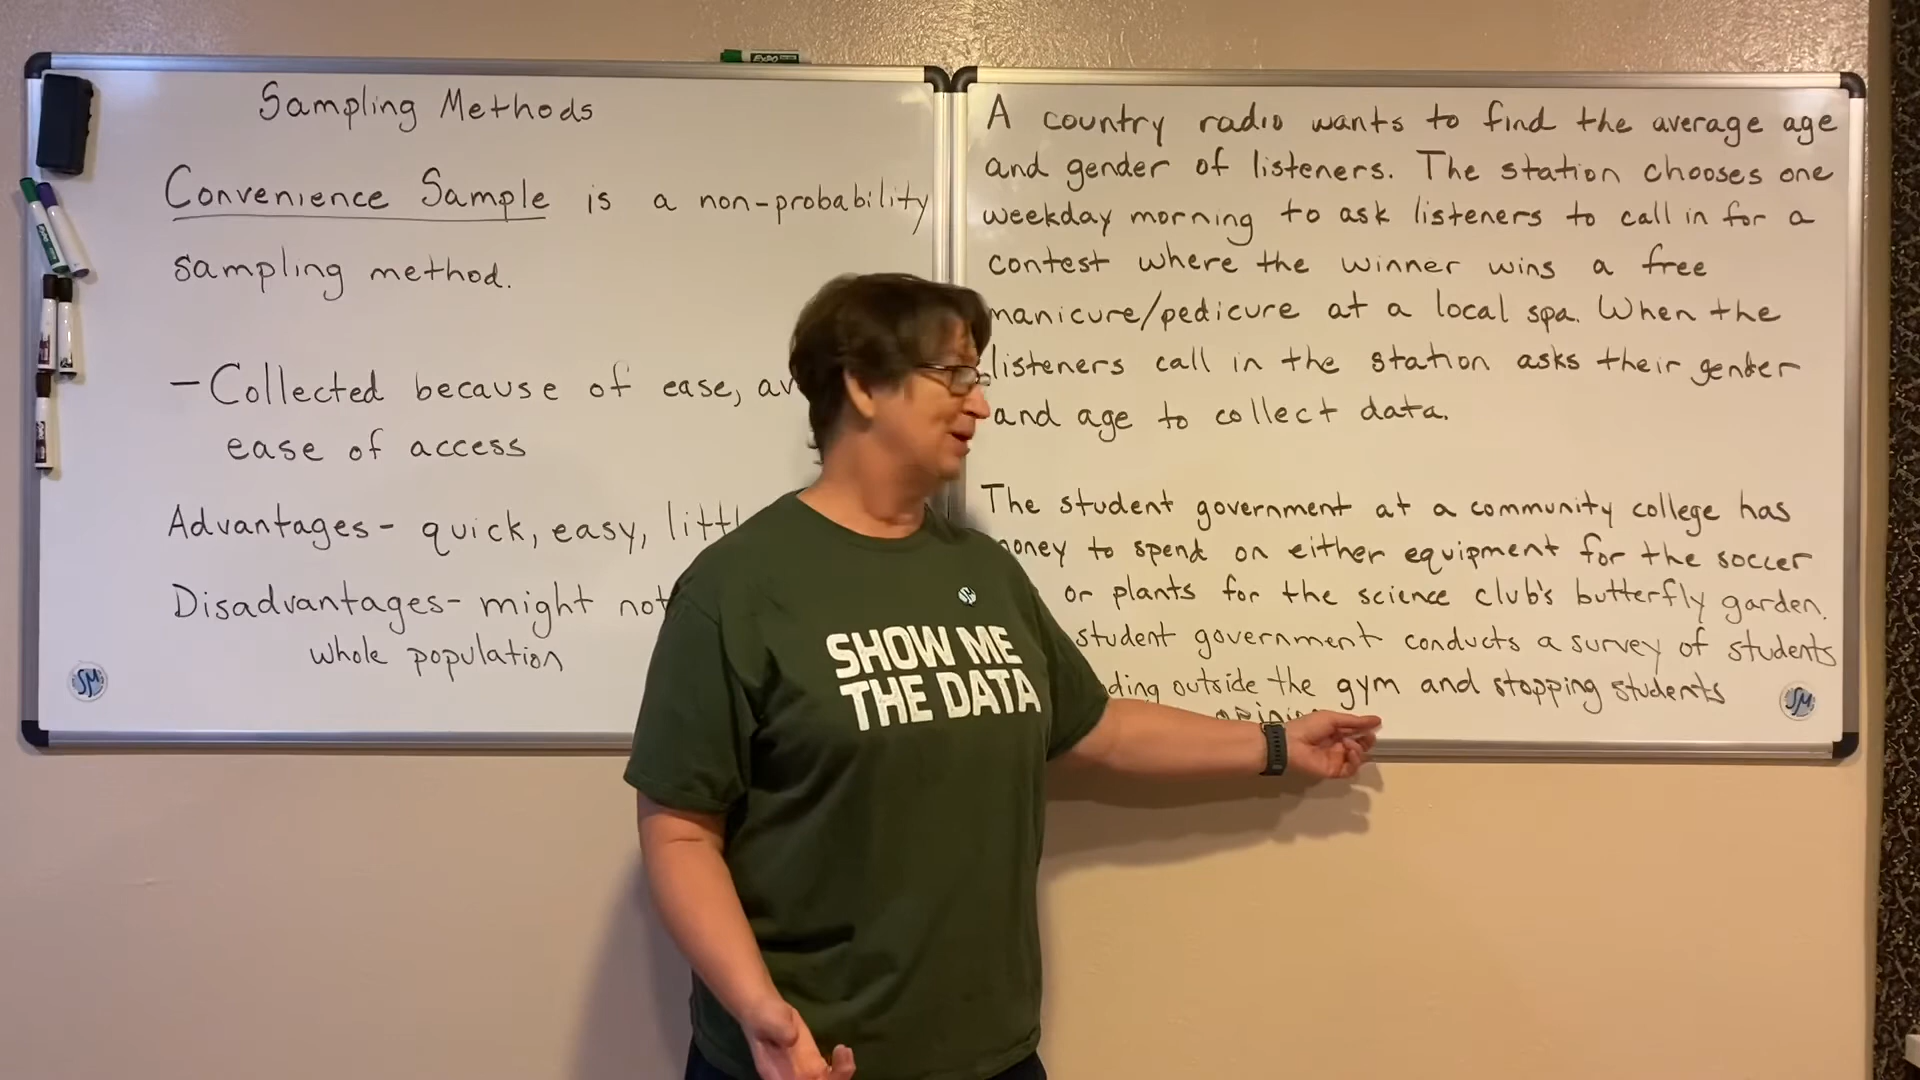 EXPO
Sampling Methods
Convenience Sample is a non-probability
sampling method.
- Collected because of ease,
ease of access
Advantages- quick, easy,
Disadvantages- might not
whole population
SM
A country radio wants to find the average age
and gender of listeners. The station chooses one
weekday morning to ask listeners to call in for a
contest where the winner wins a free
manicure/pedicure at a local spa. When the
listeners call in the station asks their gender
and age to collect data.
The student government at a community college has
money to spend on either equipment for the soccer
or plants for the science club's butterfly garden.
student government conducts a survey of students
outside the gym and stopping students
SM
SHOW ME
THE DATA